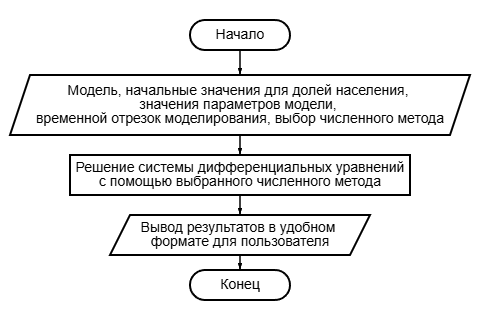 Начало
Модель, начальные значения для долей населения,
значения параметров модели,
временной отрезок моделирования, выбор численного метода
Решение системы дифференциальных уравнений
с помощью выбранного численного метода
Вывод результатов в удобном
формате для пользователя
Конец